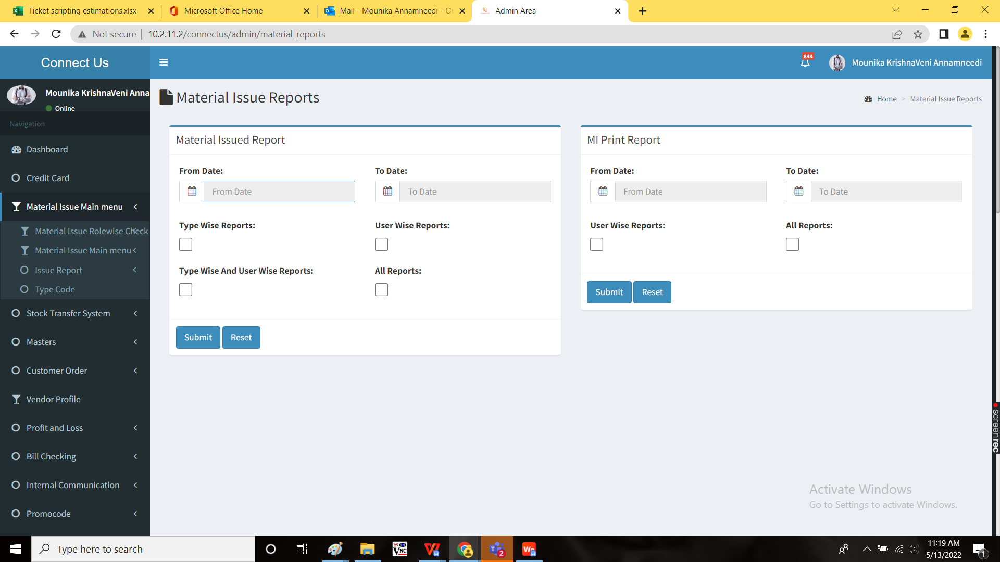 Ticket scripting estimations.xlsx
Microsoft Office Home
Mail - Mounika Annamneedi - Ou
Admin Area
Not secure
10.2.11.2/connectus/admin/material_reports
Connect Us
844
Mounika KrishnaVeni Annamneedi
Mounika KrishnaVeni Anna
Online
Navigation
Dashboard
Credit Card
Material Issue Main menu
Material Issue Rolewise Check
Material Issue Main menu
Issue Report
Type Code
Stock Transfer System
Masters
Customer Order
Vendor Profile
Profit and Loss
Bill Checking
Internal Communication
Promocode
Material Issue Reports
Home > Material Issue Reports
Material Issued Report
From Date:
To Date:
From Date
To Date
Type Wise Reports:
User Wise Reports:
Type Wise And User Wise Reports:
All Reports:
Submit
Reset
MI Print Report
From Date:
To Date:
From Date
To Date
User Wise Reports:
All Reports:
Submit
Reset
screenrec
Activate Windows
Go to Settings to activate Windows.
Type here to search
VNC
2
11:19 AM
5/13/2022
1